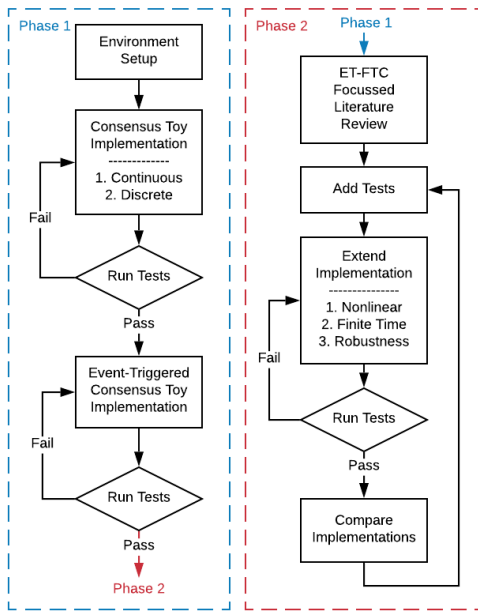 Phase 1
Environment
Setup
Consensus Toy
Implementation
-------------
1. Continuous
2. Discrete
Fail
Run Tests
Pass
Event-Triggered
Consensus Toy
Implementation
Fail
Run Tests
Pass
Phase 2
Phase 2
Phase 1
ET-FTC
Focussed
Literature
Review
Add Tests
Extend
Implementation
---------------
1. Nonlinear
2. Finite Time
3. Robustness
Fail
Run Tests
Pass
Compare
Implementations